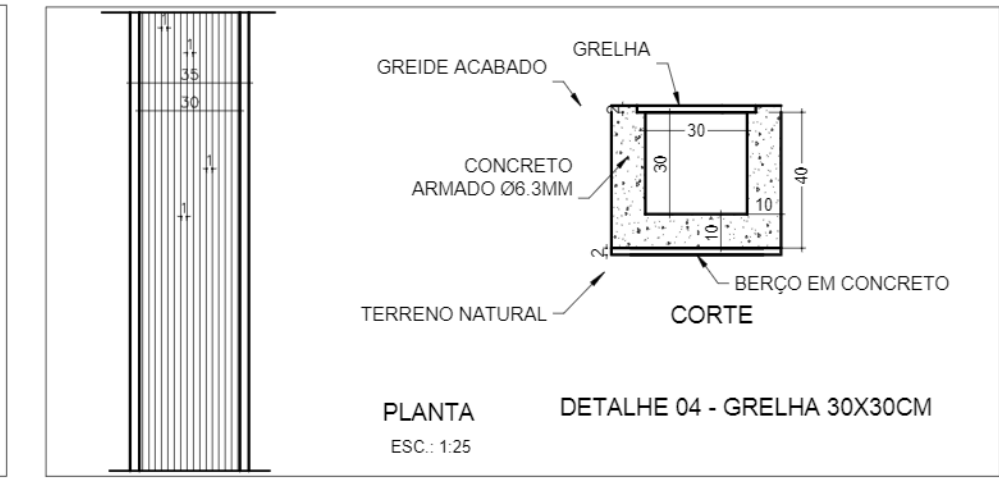 1
1
35
30
1
1
GREIDE ACABADO
GRELHA
2
30
CONCRETO
ARMADO Ø6.3MM
30
40
10
10
2
BERÇO EM CONCRETO
TERRENO NATURAL
CORTE
PLANTA
ESC.: 1:25
DETALHE 04 - GRELHA 30X30CM